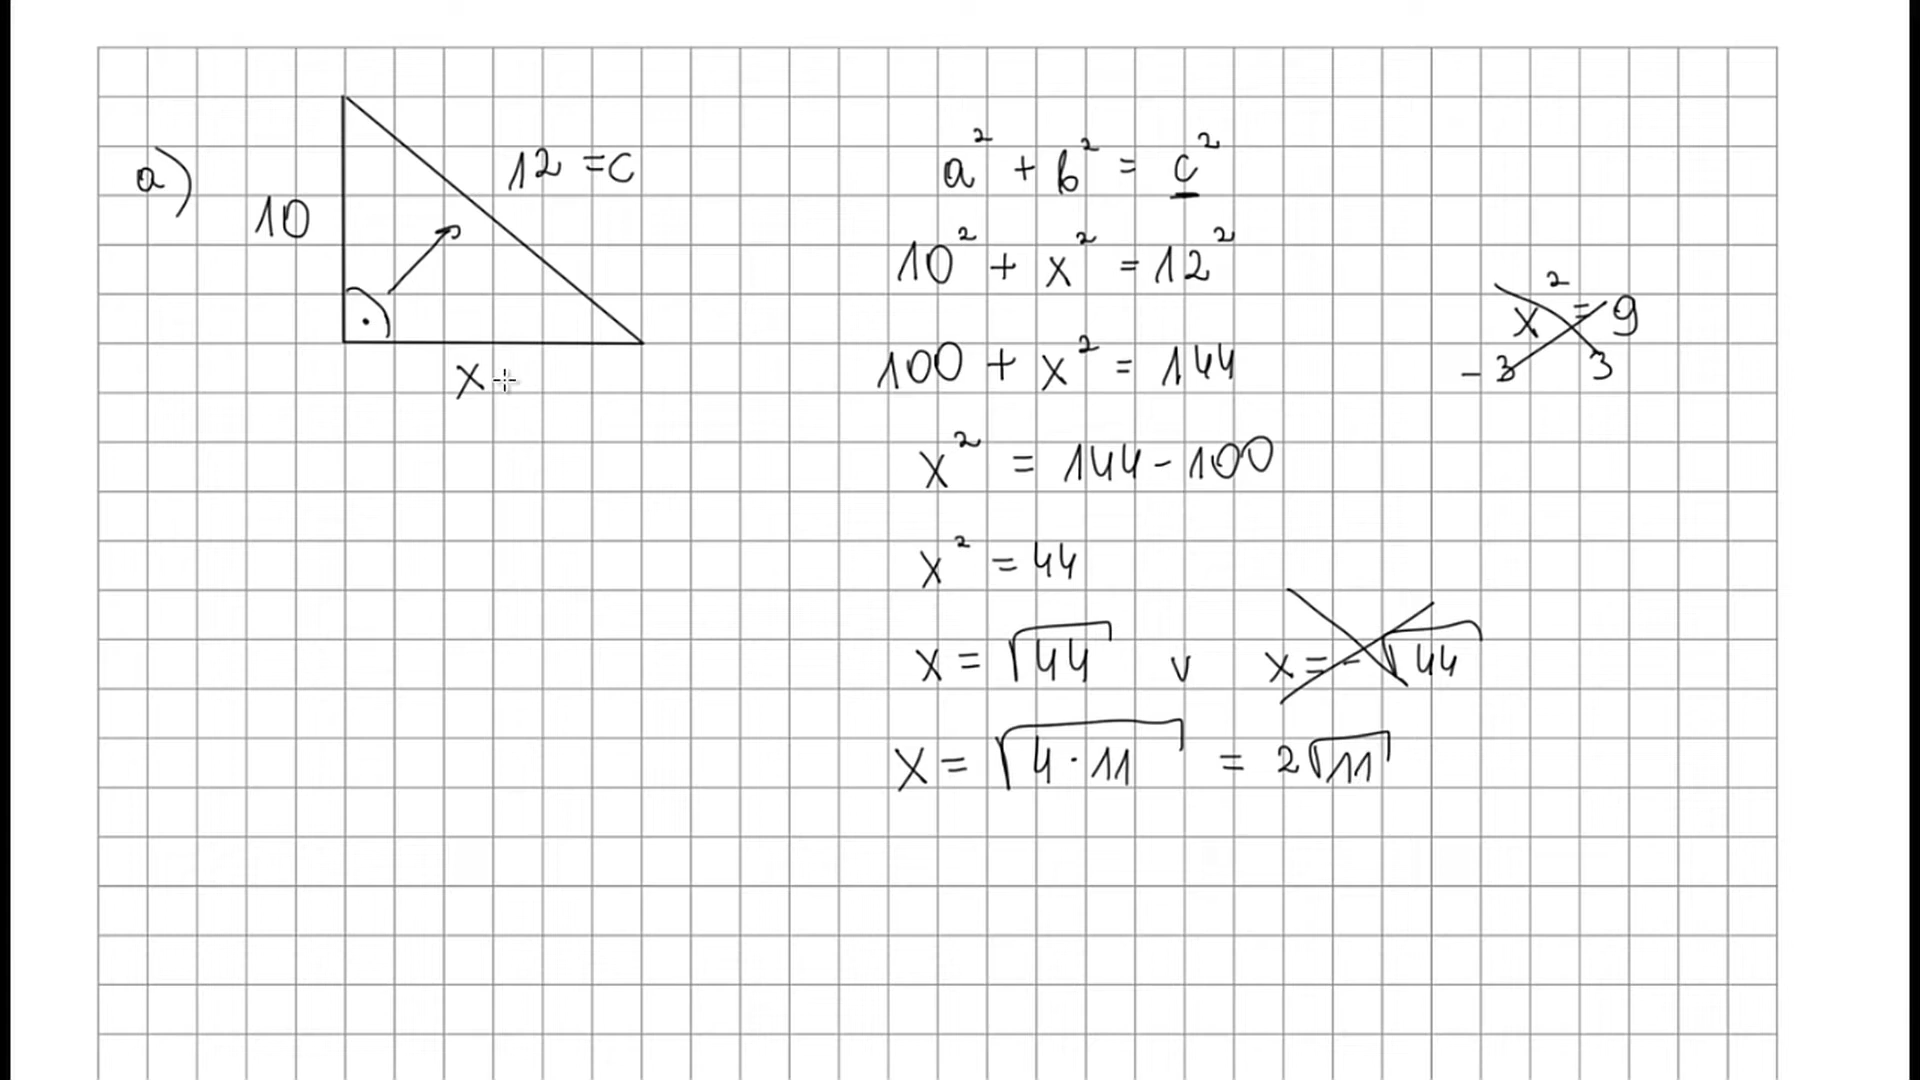 a)
10
12 = c
x
a² + b² = c²
10² + x² = 12²
100 + x² = 144
x² = 144 - 100
x² = 44
x = √44 v x = -√44
x = √4·11 = 2√11
x² = 9
-3 3